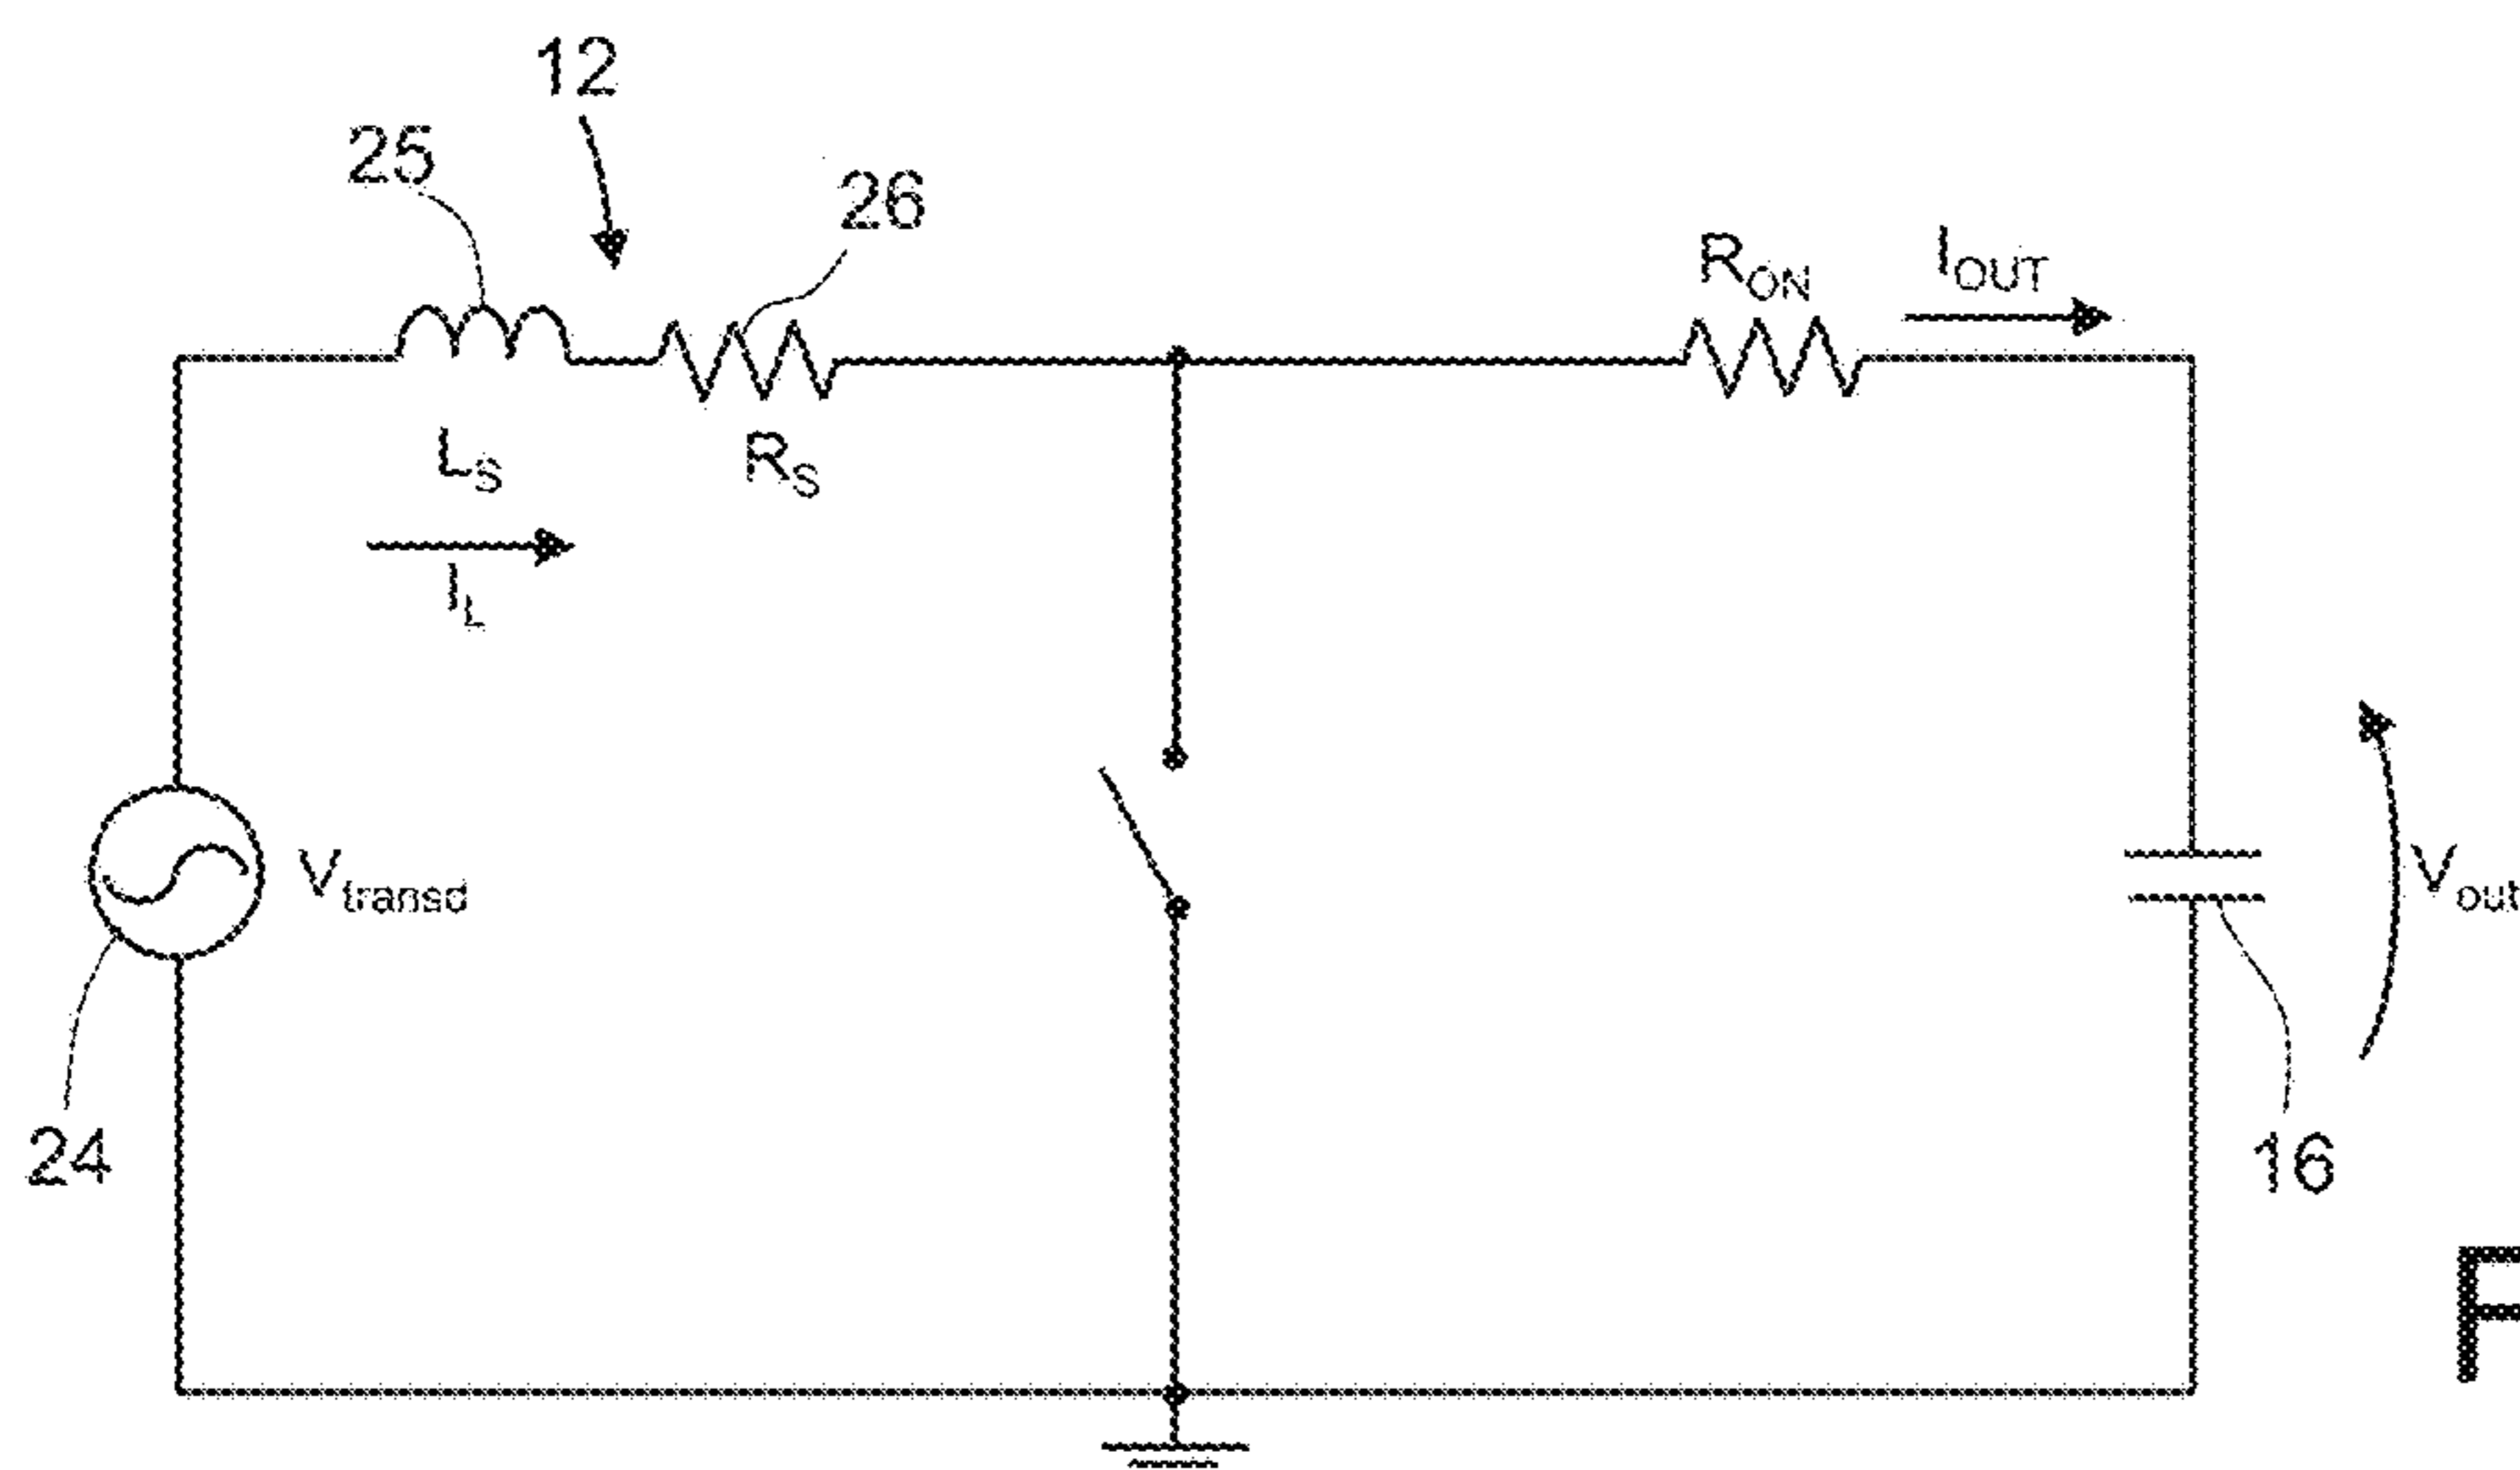 12
25
26
R_ON
I_OUT
L_S
R_S
I_L
V_transd
V_out
24
16
F